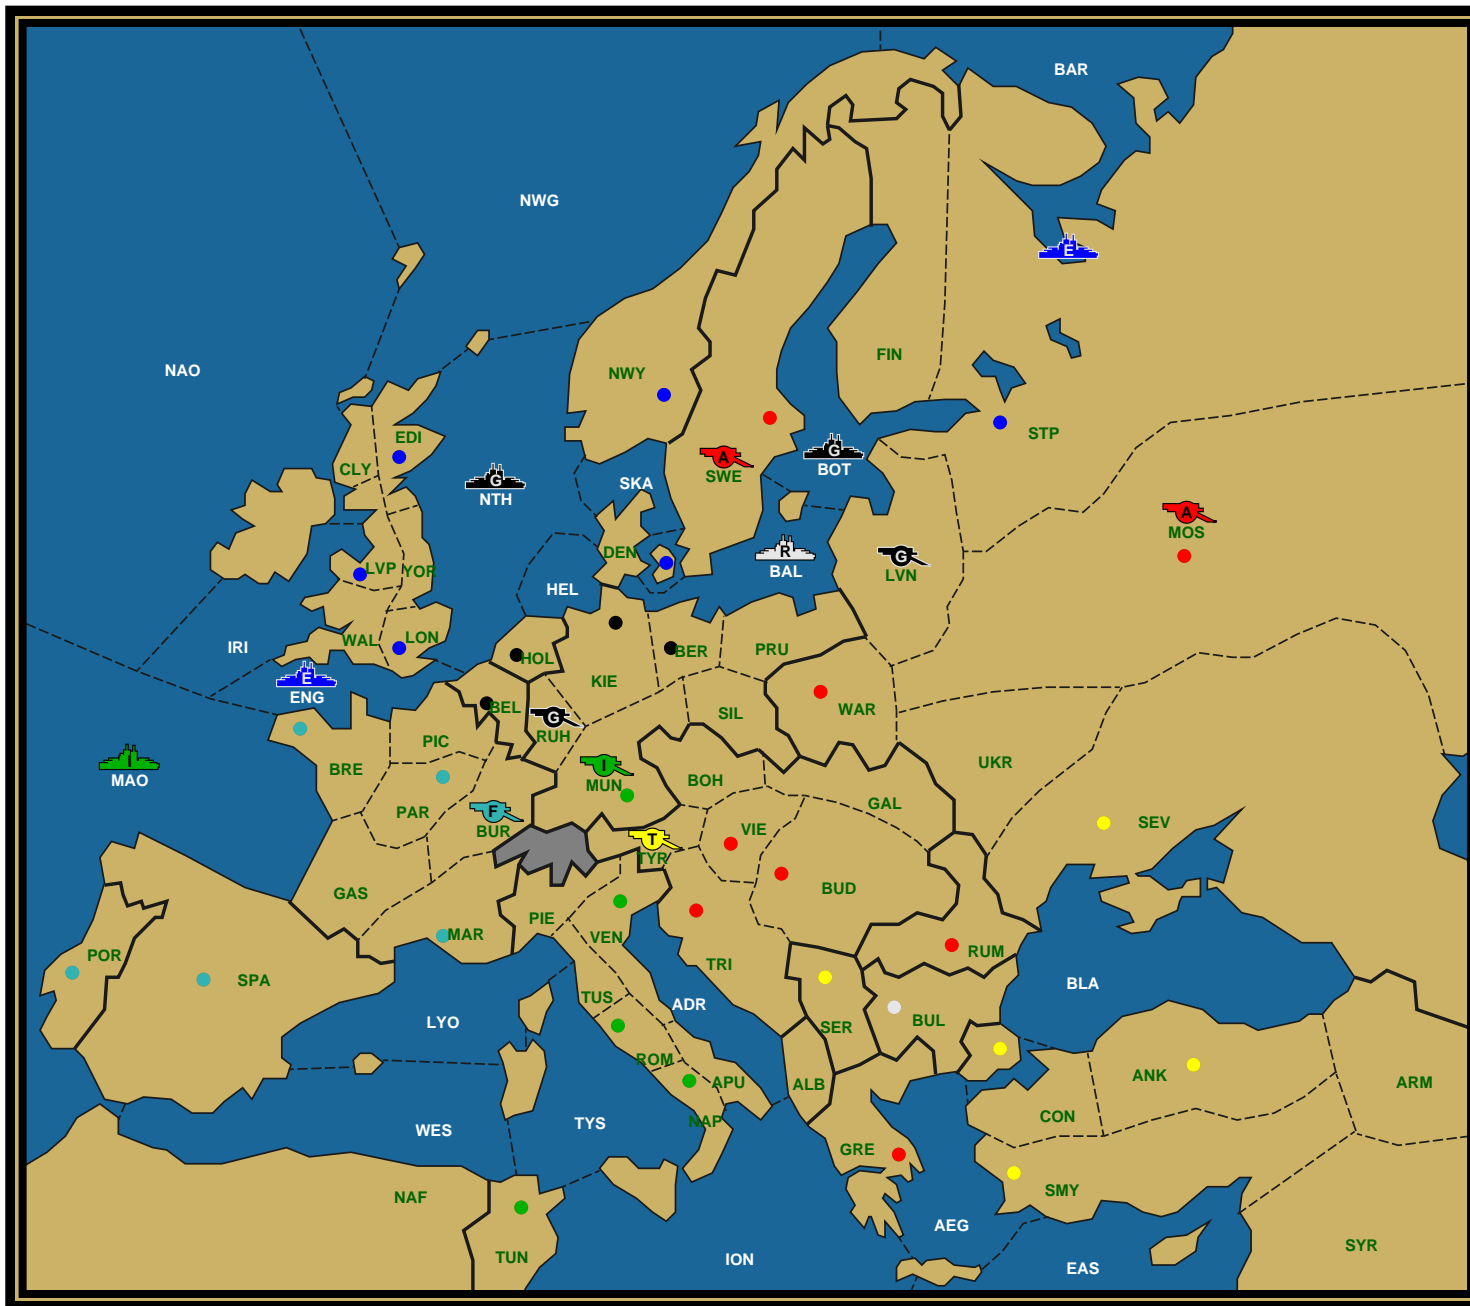 BAR
NWG
E
NAO
FIN
NWY
EDI
STP
CLY
G
BOT
A
SWE
SKA
G
NTH
A
MOS
DEN
R
BAL
G
LVN
LVP
YOR
HEL
IRI
WAL
LON
E
ENG
HOL
BER
PRU
KIE
BEL
SIL
WAR
G
RUH
PIC
BRE
I
MAO
I
MUN
BOH
UKR
PAR
F
BUR
GAL
SEV
VIE
T
TYR
BUD
GAS
PIE
MAR
VEN
POR
SPA
TRI
RUM
BLA
TUS
ADR
LYO
SER
BUL
ROM
APU
ALB
ANK
ARM
WES
TYS
NAP
CON
GRE
NAF
SMY
AEG
TUN
ION
EAS
SYR